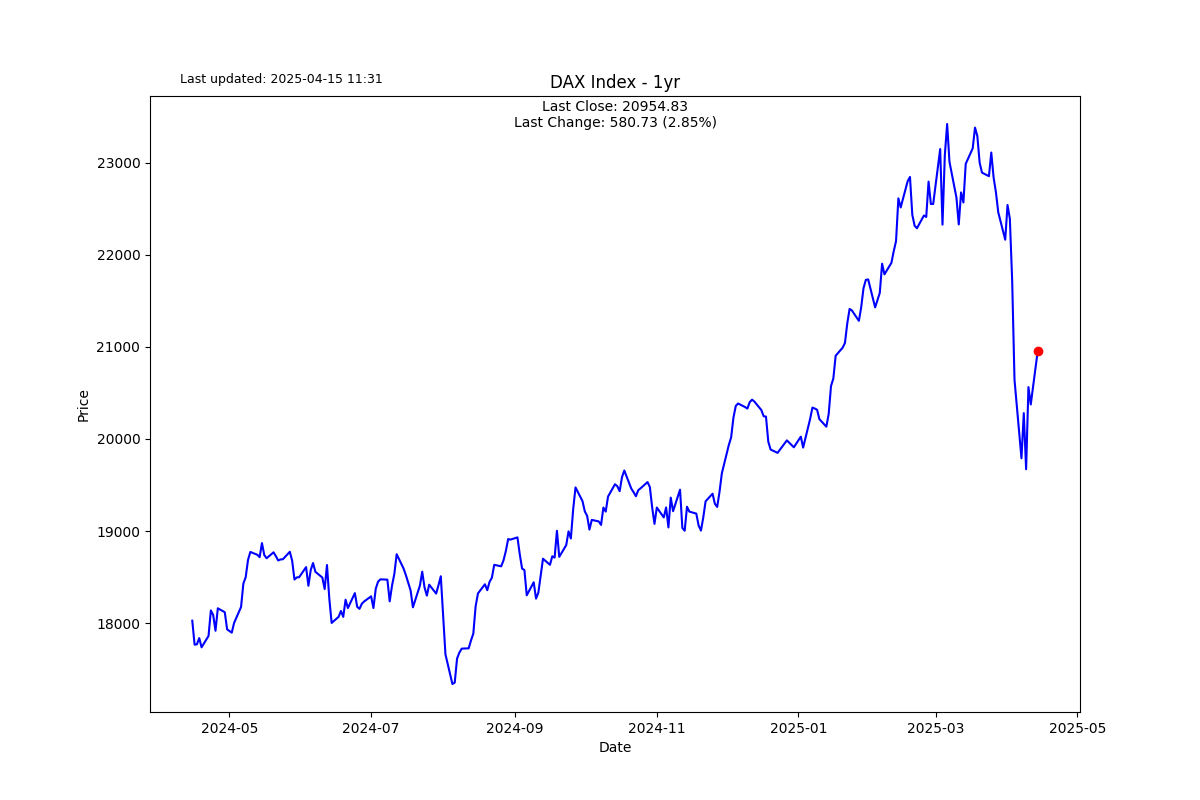 Last updated: 2025-04-15 11:31
DAX Index - 1yr
Last Close: 20954.83
Last Change: 580.73 (2.85%)
23000
22000
21000
20000
19000
18000
Price
2024-05
2024-07
2024-09
2024-11
2025-01
2025-03
2025-05
Date